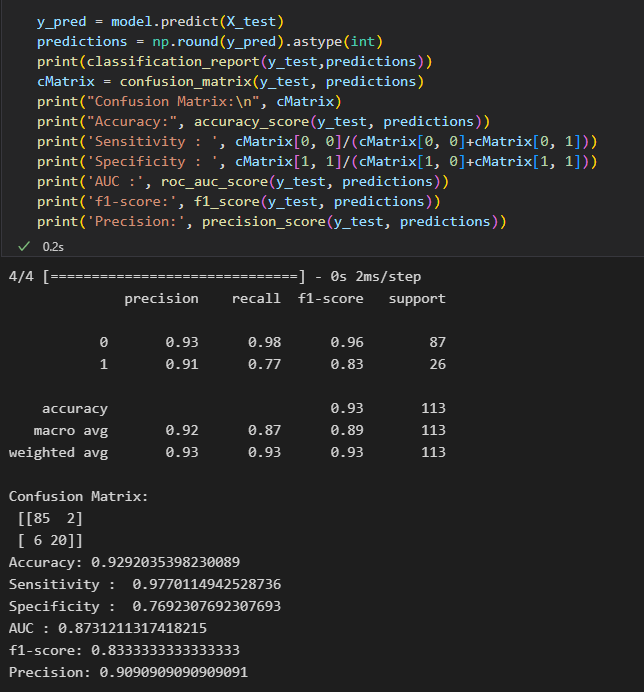 y_pred = model.predict(X_test)
predictions = np.round(y_pred).astype(int)
print(classification_report(y_test,predictions))
cMatrix = confusion_matrix(y_test, predictions)
print("Confusion Matrix:\n", cMatrix)
print("Accuracy:", accuracy_score(y_test, predictions))
print('Sensitivity : ', cMatrix[0, 0]/(cMatrix[0, 0]+cMatrix[0, 1]))
print('Specificity : ', cMatrix[1, 1]/(cMatrix[1, 0]+cMatrix[1, 1]))
print('AUC :', roc_auc_score(y_test, predictions))
print('f1-score:', f1_score(y_test, predictions))
print('Precision:', precision_score(y_test, predictions))
✓ 0.2s
4/4 [==============================] - 0s 2ms/step
              precision    recall  f1-score   support

           0       0.93      0.98      0.96        87
           1       0.91      0.77      0.83        26

    accuracy                           0.93       113
   macro avg       0.92      0.87      0.89       113
weighted avg       0.93      0.93      0.93       113

Confusion Matrix:
 [[85  2]
 [ 6 20]]
Accuracy: 0.9292035398230089
Sensitivity :  0.9770114942528736
Specificity :  0.7692307692307693
AUC : 0.8731211317418215
f1-score: 0.8333333333333333
Precision: 0.9090909090909091